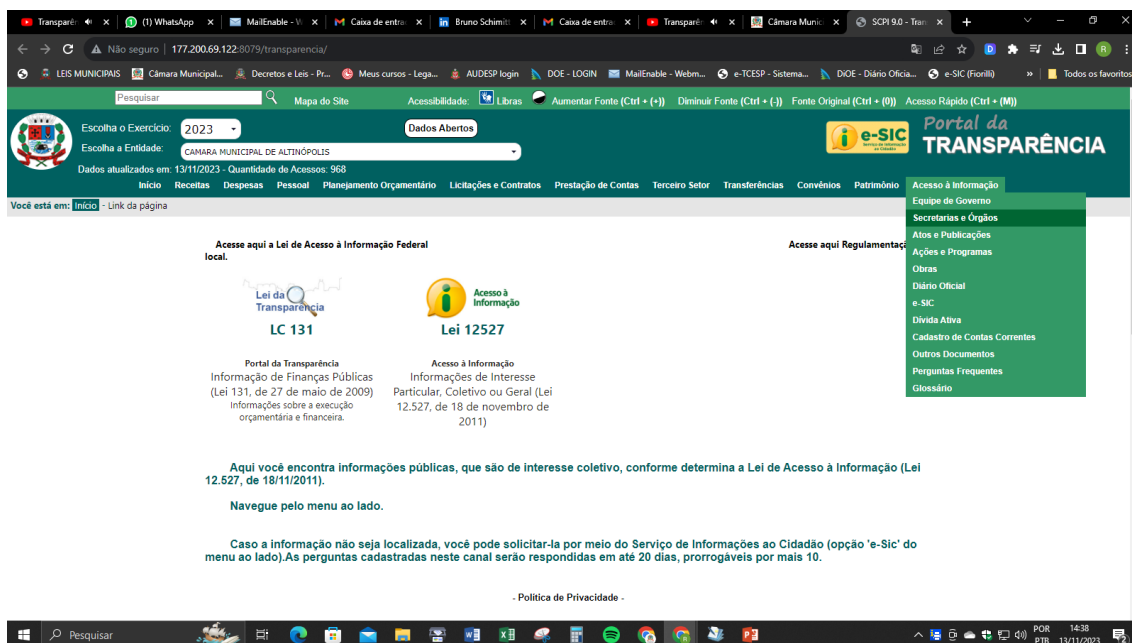 Transparên
(1) WhatsApp
MailEnable - W
Caixa de entra
Bruno Schimitt
Caixa de entra
Transparên
Câmara Munici
SCPI 9.0 - Tran
Não seguro | 177.200.69.122:8079/transparencia/
LEIS MUNICIPAIS
Câmara Municipal...
Decretos e Leis - Pr...
Meus cursos - Lega...
AUDESP login
DOE - LOGIN
MailEnable - Webm...
e-TCESP - Sistema...
DiOE - Diário Oficia...
e-SIC (Fiorilli)
»
Todos os favoritos
Pesquisar
Mapa do Site
Acessibilidade:
Libras
Aumentar Fonte (Ctrl + (+))
Diminuir Fonte (Ctrl + (-))
Fonte Original (Ctrl + (0))
Acesso Rápido (Ctrl + (M))
Escolha o Exercício: 2023
Dados Abertos
Escolha a Entidade: CAMARA MUNICIPAL DE ALTINÓPOLIS
Dados atualizados em: 13/11/2023 - Quantidade de Acessos: 968
e-SIC
Serviço de Informação
ao Cidadão
Portal da
TRANSPARÊNCIA
Início Receitas Despesas Pessoal Planejamento Orçamentário Licitações e Contratos Prestação de Contas Terceiro Setor Transferências Convênios Patrimônio Acesso à Informação
Você está em: Início - Link da página
Equipe de Governo
Secretarias e Órgãos
Atos e Publicações
Ações e Programas
Obras
Diário Oficial
e-SIC
Dívida Ativa
Cadastro de Contas Correntes
Outros Documentos
Perguntas Frequentes
Glossário
Acesse aqui a Lei de Acesso à Informação Federal
local.
Acesse aqui Regulamentaçã
Lei da
Transparência
LC 131
Acesso à
Informação
Lei 12527
Portal da Transparência
Informação de Finanças Públicas
(Lei 131, de 27 de maio de 2009)
Informações sobre a execução
orçamentária e financeira.
Acesso à Informação
Informações de Interesse
Particular, Coletivo ou Geral (Lei
12.527, de 18 de novembro de
2011)
Aqui você encontra informações públicas, que são de interesse coletivo, conforme determina a Lei de Acesso à Informação (Lei
12.527, de 18/11/2011).
Navegue pelo menu ao lado.
Caso a informação não seja localizada, você pode solicitar-la por meio do Serviço de Informações ao Cidadão (opção 'e-Sic' do
menu ao lado).As perguntas cadastradas neste canal serão respondidas em até 20 dias, prorrogáveis por mais 10.
- Política de Privacidade -
Pesquisar
POR
PTB
14:38
13/11/2023